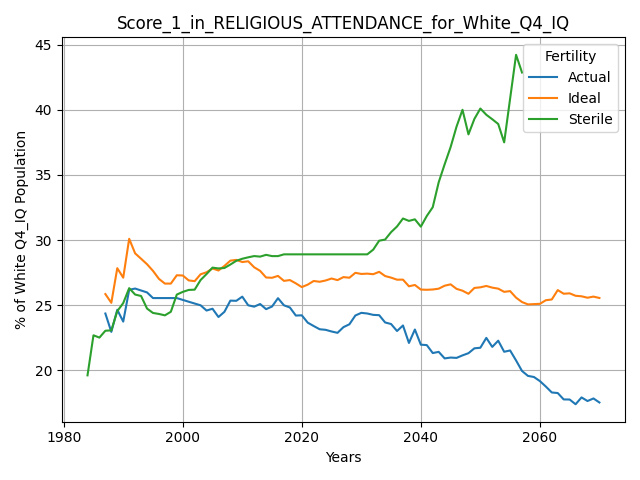 Score_1_in_RELIGIOUS_ATTENDANCE_for_White_Q4_IQ
Fertility
Actual
Ideal
Sterile
% of White Q4_IQ Population
45
40
35
30
25
20
1980
2000
2020
2040
2060
Years